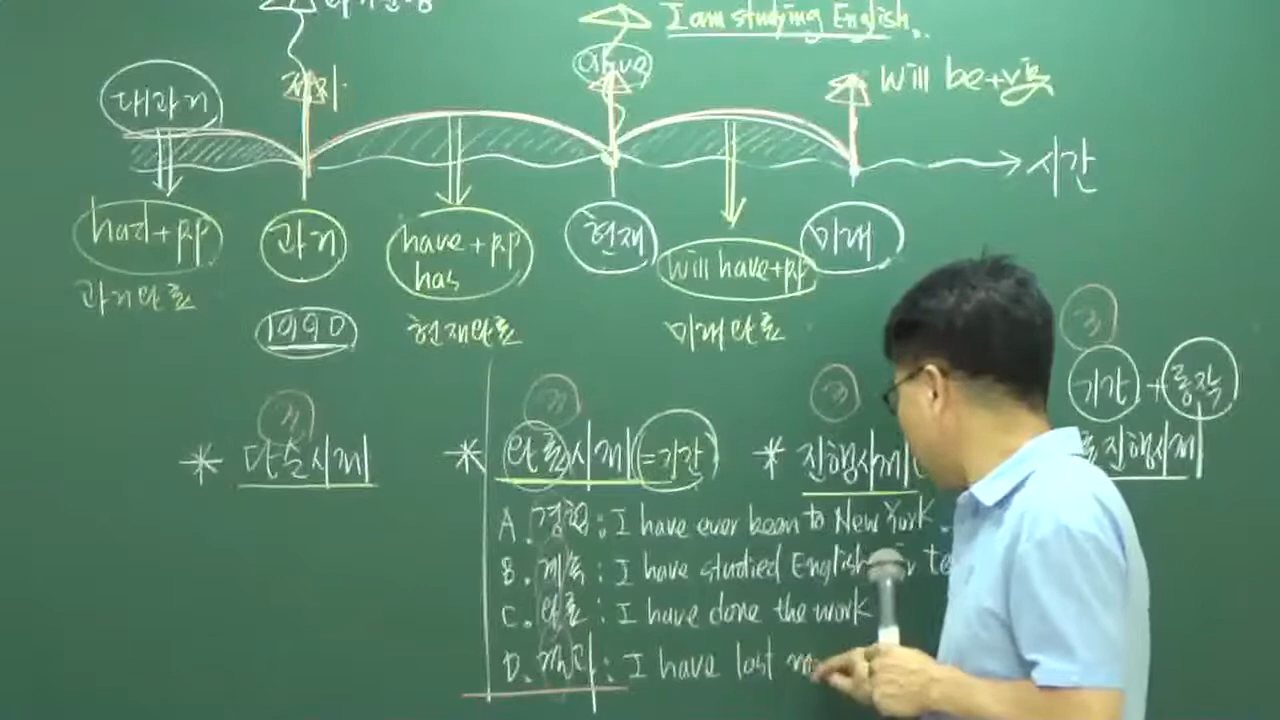 I am studying English.
대과거
will be + ving
시간
had + pp 과거 have + pp 현재 will have + pp 미래
has
과거완료 1990 현재완료 미래완료
3 3 3 3
기간 + 동작
* 단순시제 * 완료시제 = 기간 * 진행시제 진행시제
A. 경험 : I have ever been to New York.
B. 계속 : I have studied English
C. 완료 : I have done the work
D. 결과 : I have lost